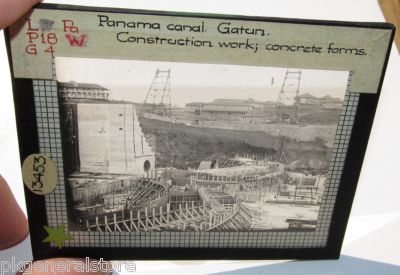 L Pa
P18 W
G 4
Panama canal. Gatun.
Construction work; concrete forms.
13453
pkgeneralstore